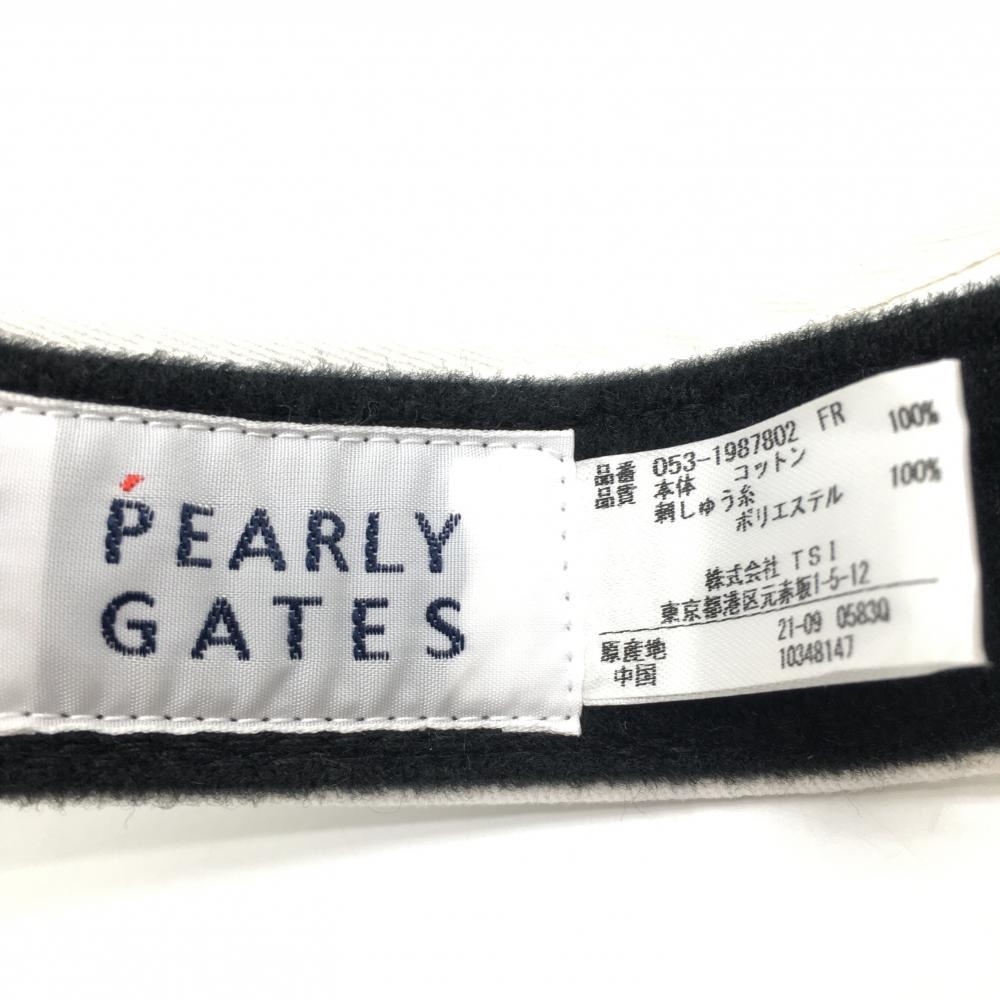 PEARLY
GATES
品番 053-1987802 FR
品質 本体 コットン 100%
刺しゅう糸
ポリエステル 100%
株式会社 TSI
東京都港区元赤坂1-5-12
原産地 21-09 0583Q
中国 10348147